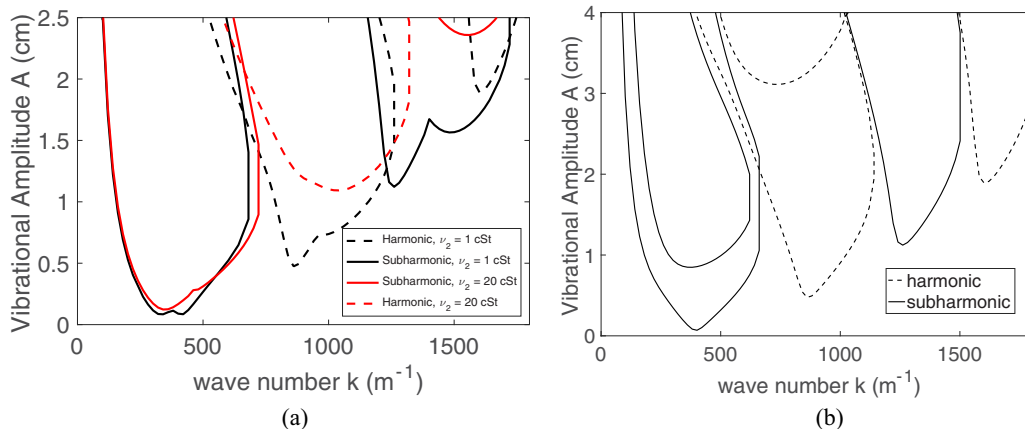 2.5
2
1.5
1
0.5
0
Vibrational Amplitude A (cm)
0 500 1000 1500
wave number k (m⁻¹)
Harmonic, ν₂ = 1 cSt
Subharmonic, ν₂ = 1 cSt
Subharmonic, ν₂ = 20 cSt
Harmonic, ν₂ = 20 cSt
(a)
4
3
2
1
0
Vibrational Amplitude A (cm)
0 500 1000 1500
wave number k (m⁻¹)
harmonic
subharmonic
(b)